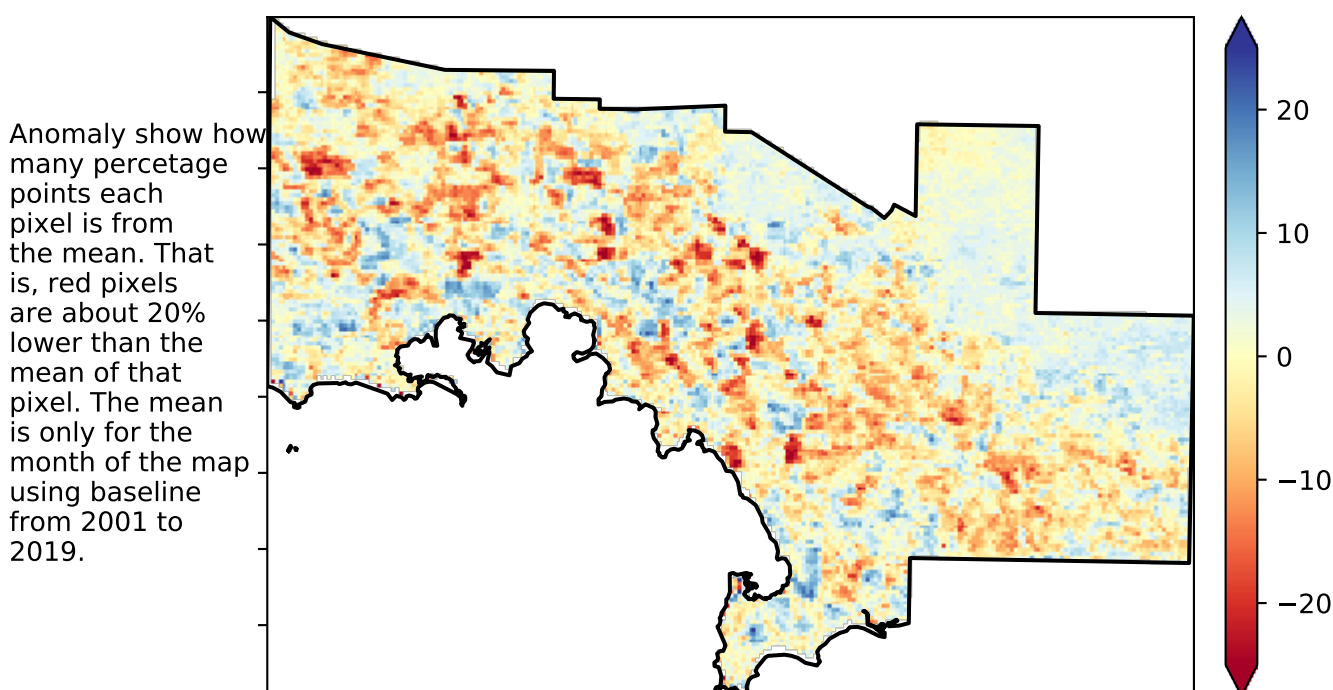 Anomaly show how
many percetage
points each
pixel is from
the mean. That
is, red pixels
are about 20%
lower than the
mean of that
pixel. The mean
is only for the
month of the map
using baseline
from 2001 to
2019.
20
10
0
−10
−20